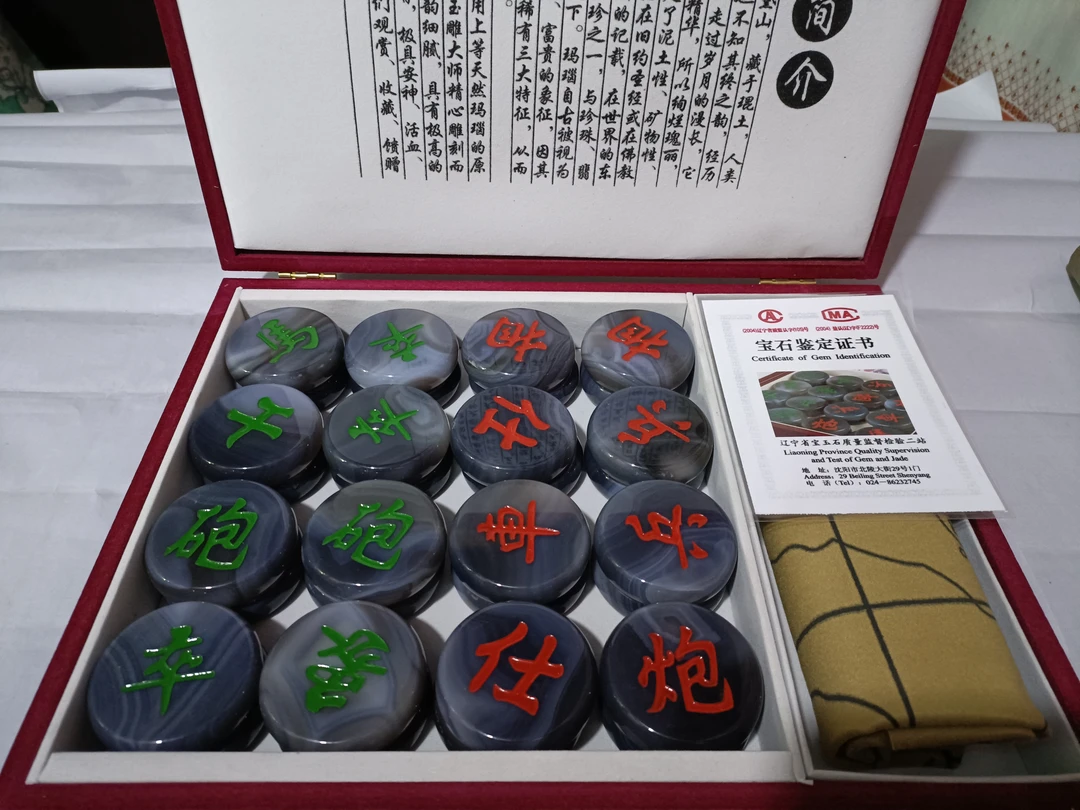 简介
山，藏于琨土，人类
不知其终之韵，经历
走过岁月的漫长，它
精华，所以绚烂瑰丽，
了泥土性、矿物性、
在旧约圣经或在佛教
的记载，在世界的东
珍之一，与珍珠、翡
下。玛瑙自古被视为
、富贵的象征，因其
稀有三大特征，从而
用上等天然玛瑙的原
玉雕大师精心雕刻而
韵细腻，具有极高的
，极具安神、活血、
们观赏、收藏、馈赠
馬 相 相
士 卒 仕 兵
砲 砲 車 兵
卒 象 仕 炮
MA
宝石鉴定证书
Certificate of Gem Identification
辽宁省宝玉石质量监督检验二站
Liaoning Province Quality Supervision
and Test of Gem and Jade
地 址：沈阳市北陵大街29号1门
Address：29 Beiling Street Shenyang
电 话（Tel）：024-86232745